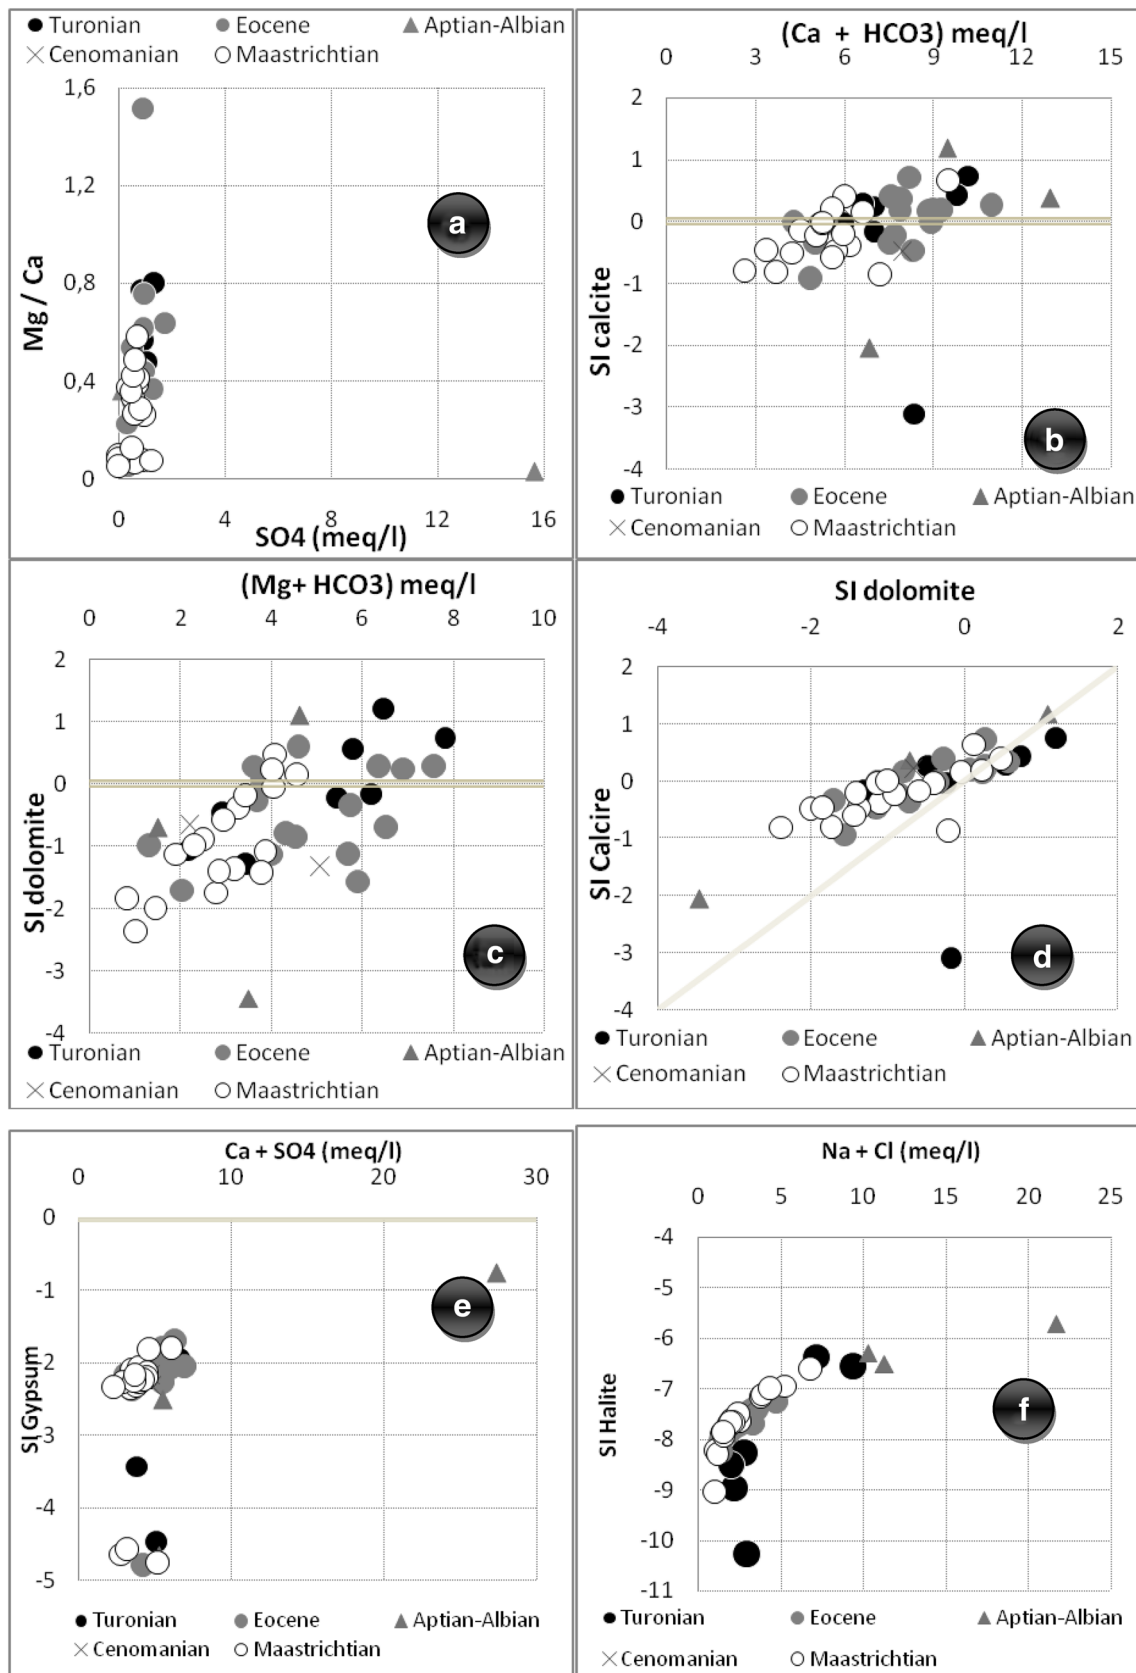 Turonian Eocene Aptian-Albian
Cenomanian Maastrichtian
1,6
1,2
0,8
0,4
0
Mg / Ca
a
0 4 8 12 16
SO4 (meq/l)
(Ca + HCO3) meq/l
0 3 6 9 12 15
2
1
0
-1
-2
-3
-4
SI calcite
b
Turonian Eocene Aptian-Albian
Cenomanian Maastrichtian
(Mg+ HCO3) meq/l
0 2 4 6 8 10
2
1
0
-1
-2
-3
-4
SI dolomite
c
Turonian Eocene Aptian-Albian
Cenomanian Maastrichtian
SI dolomite
-4 -2 0 2
2
1
0
-1
-2
-3
-4
SI Calcire
d
Turonian Eocene Aptian-Albian
Cenomanian Maastrichtian
Ca + SO4 (meq/l)
0 10 20 30
0
-1
-2
-3
-4
-5
SI Gypsum
e
Turonian Eocene Aptian-Albian
Cenomanian Maastrichtian
Na + Cl (meq/l)
0 5 10 15 20 25
-4
-5
-6
-7
-8
-9
-10
-11
SI Halite
f
Turonian Eocene Aptian-Albian
Cenomanian Maastrichtian